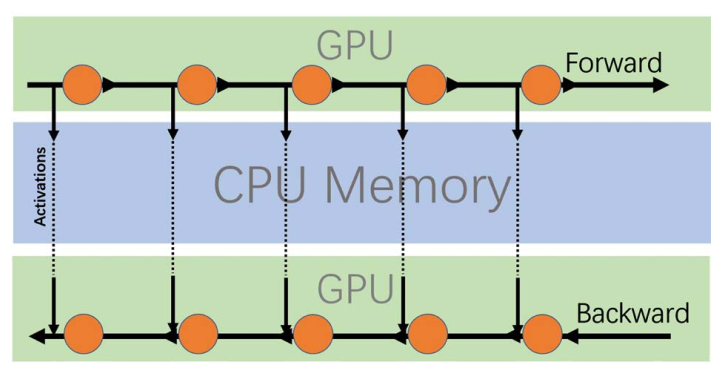 GPU
Forward
Activations
CPU Memory
GPU
Backward